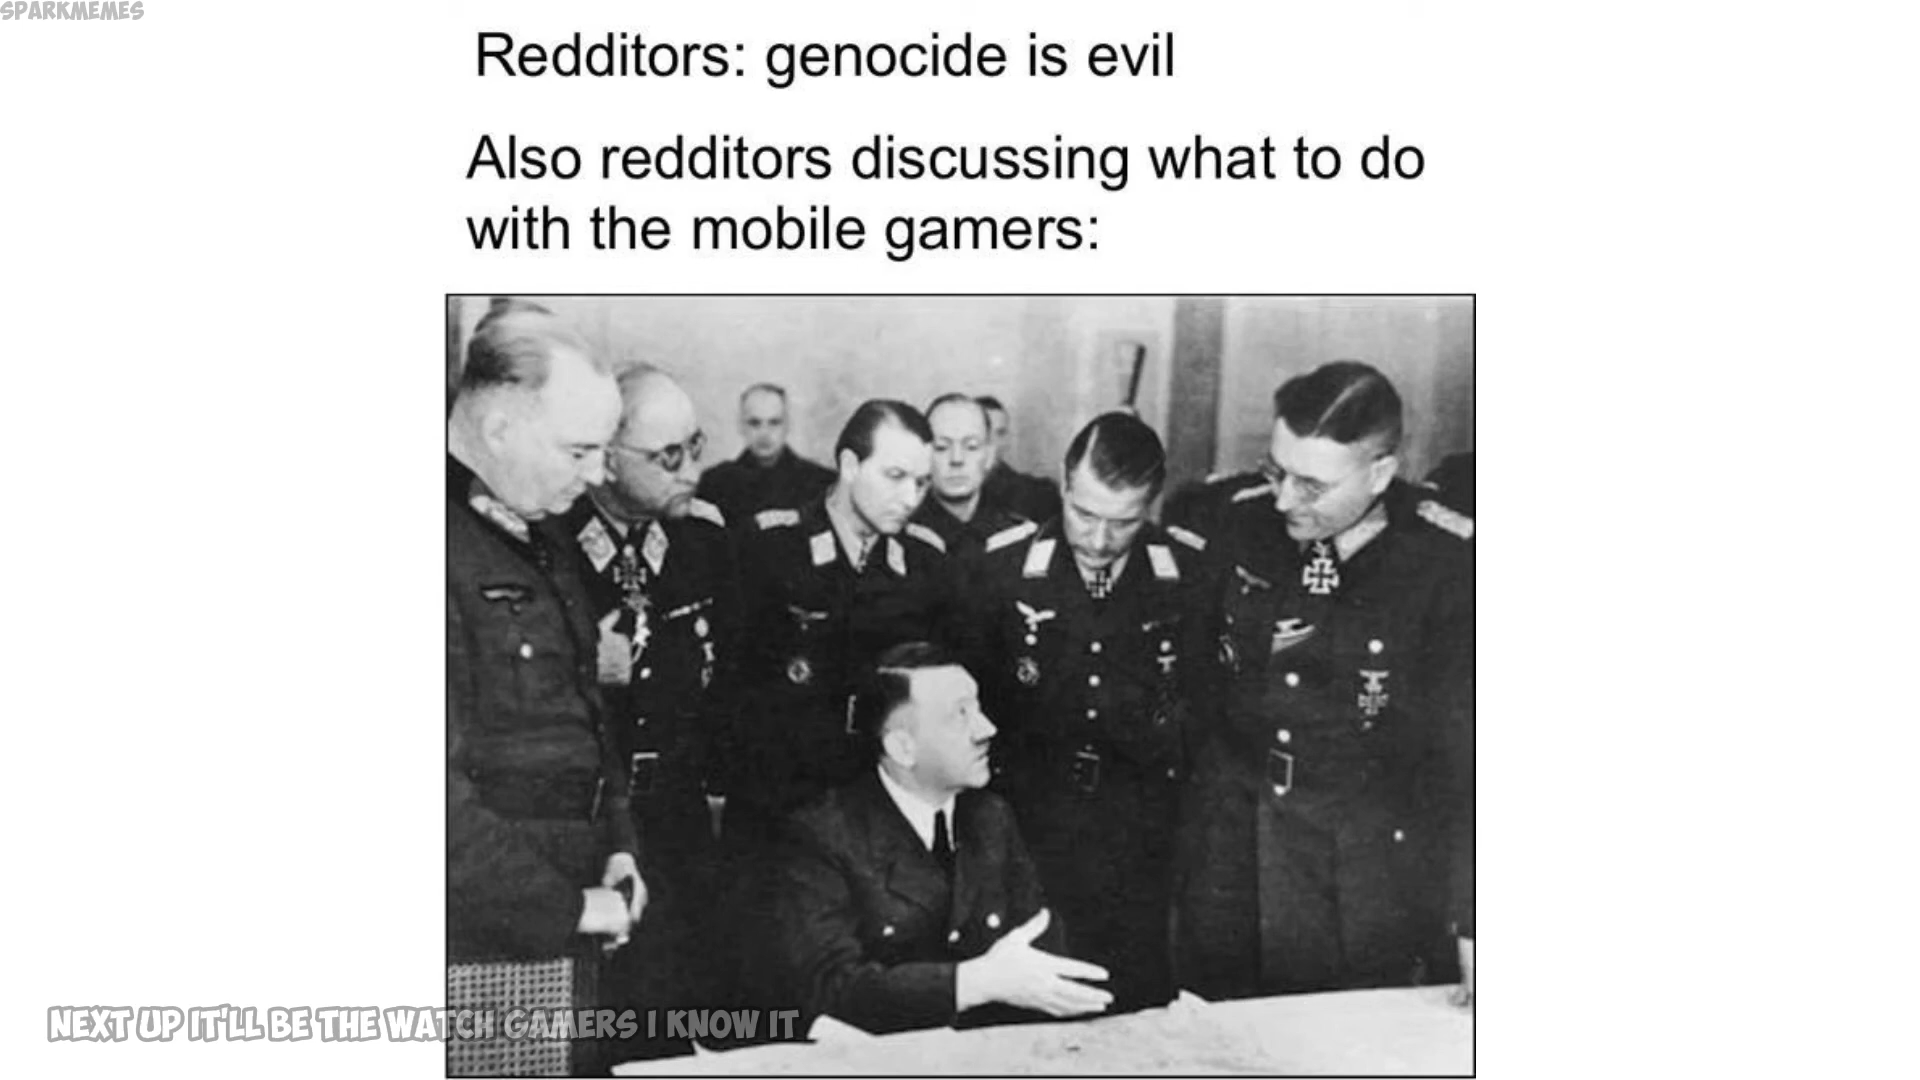 SPARKMEMES
Redditors: genocide is evil
Also redditors discussing what to do
with the mobile gamers:
NEXT UP IT'LL BE THE WATCH GAMERS I KNOW IT